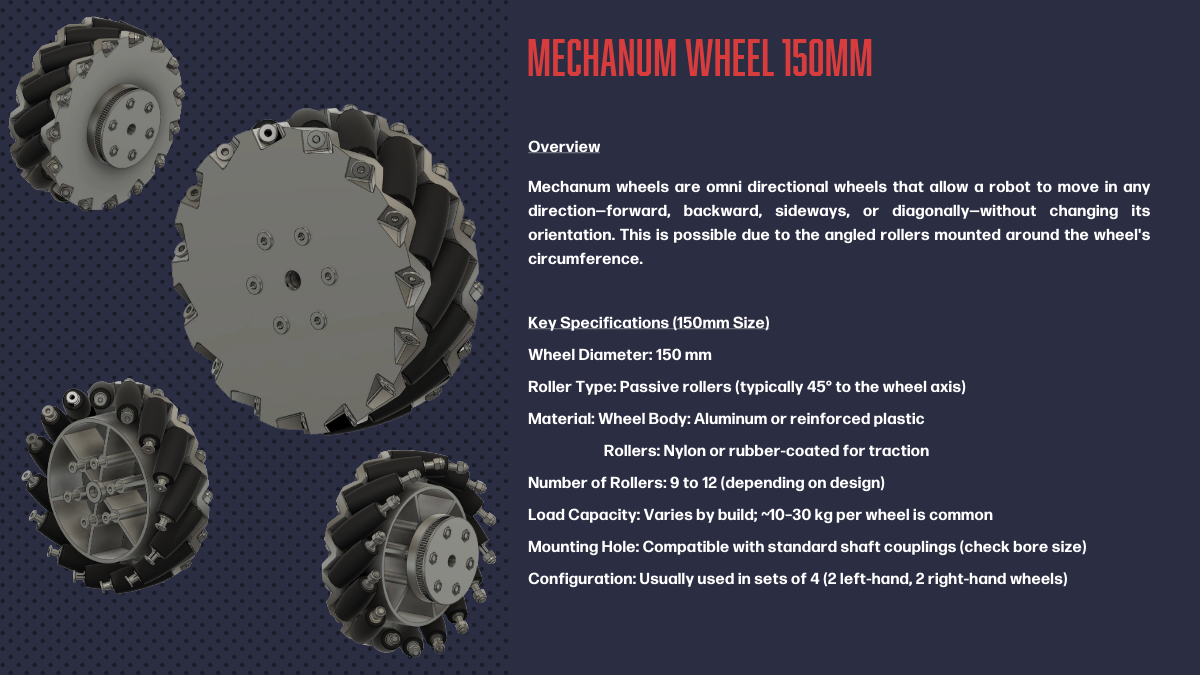 MECHANUM WHEEL 150MM
Overview
Mechanum wheels are omni directional wheels that allow a robot to move in any
direction—forward, backward, sideways, or diagonally—without changing its
orientation. This is possible due to the angled rollers mounted around the wheel's
circumference.
Key Specifications (150mm Size)
Wheel Diameter: 150 mm
Roller Type: Passive rollers (typically 45° to the wheel axis)
Material: Wheel Body: Aluminum or reinforced plastic
Rollers: Nylon or rubber-coated for traction
Number of Rollers: 9 to 12 (depending on design)
Load Capacity: Varies by build; ~10–30 kg per wheel is common
Mounting Hole: Compatible with standard shaft couplings (check bore size)
Configuration: Usually used in sets of 4 (2 left-hand, 2 right-hand wheels)